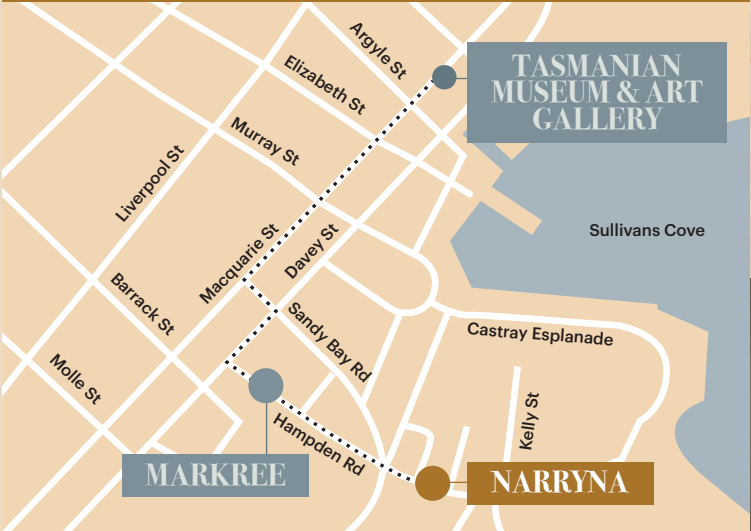 Argyle St
TASMANIAN
MUSEUM & ART
GALLERY
Elizabeth St
Murray St
Liverpool St
Sullivans Cove
Macquarie St
Davey St
Barrack St
Sandy Bay Rd
Castray Esplanade
Molle St
Kelly St
Hampden Rd
MARKREE
NARRYNA